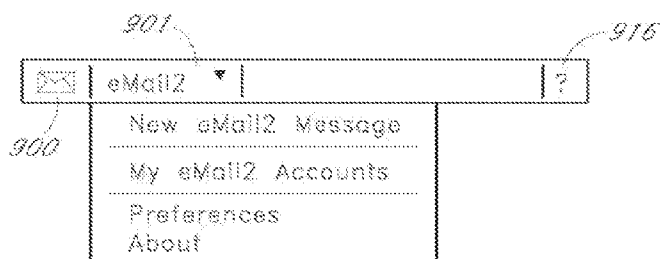 901
916
eMail2 ?
900
New eMail2 Message
My eMail2 Accounts
Preferences
About